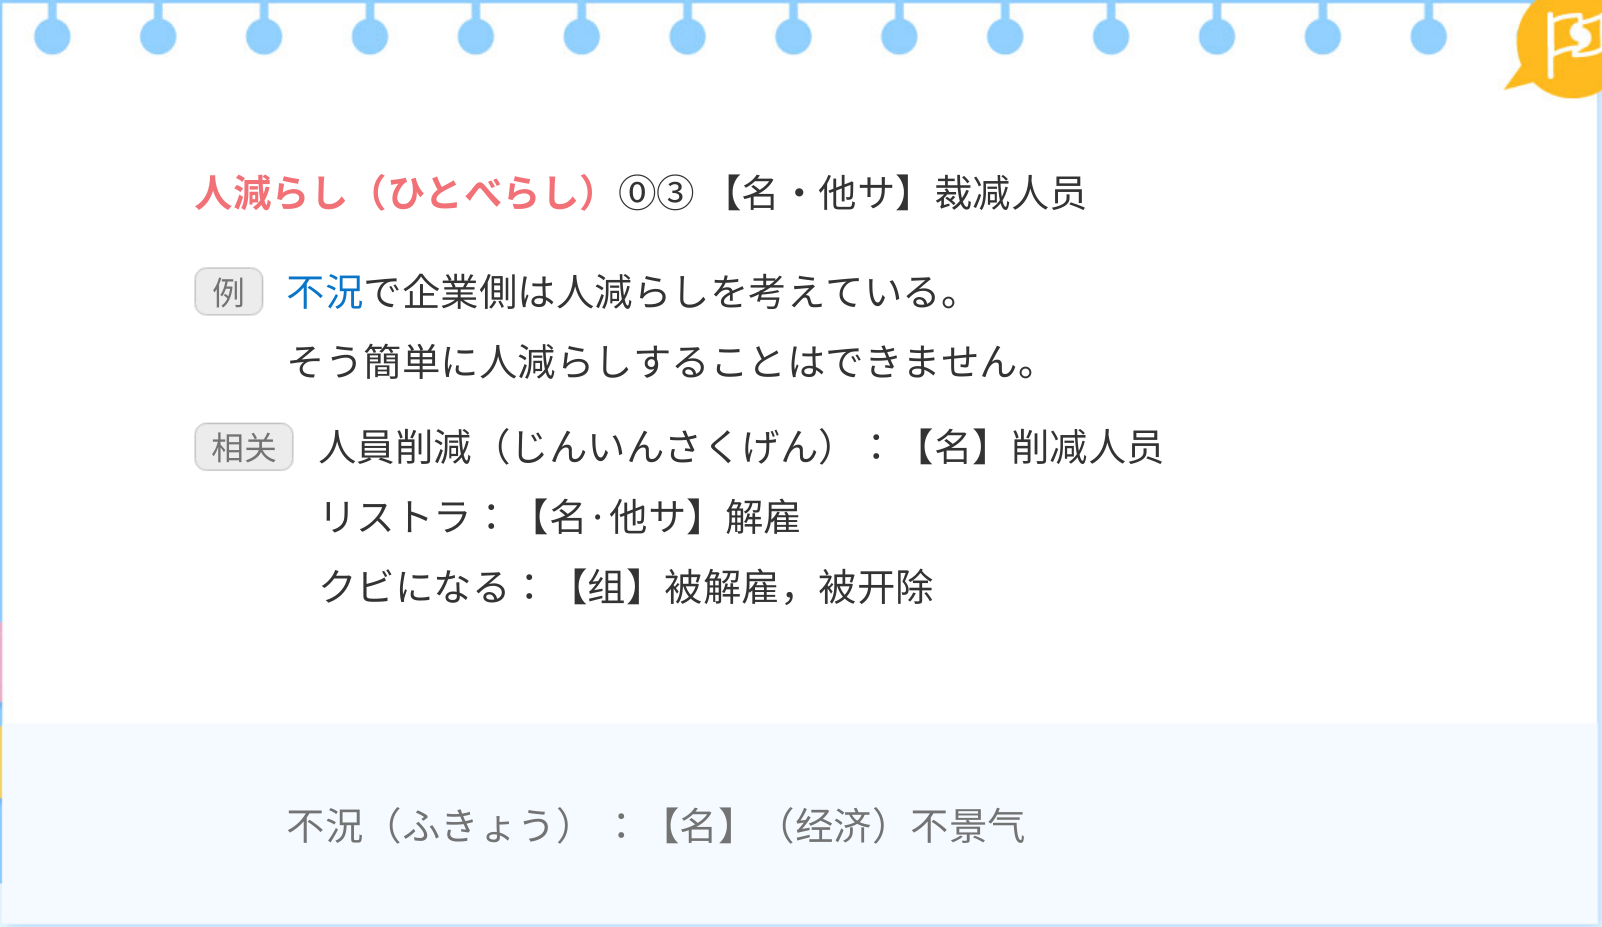 人減らし（ひとべらし）⓪③ 【名・他サ】裁减人员
例 不況で企業側は人減らしを考えている。
そう簡単に人減らしすることはできません。
相关 人員削減（じんいんさくげん）：【名】削减人员
リストラ：【名·他サ】解雇
クビになる：【组】被解雇，被开除
不況（ふきょう） ：【名】（经济）不景气